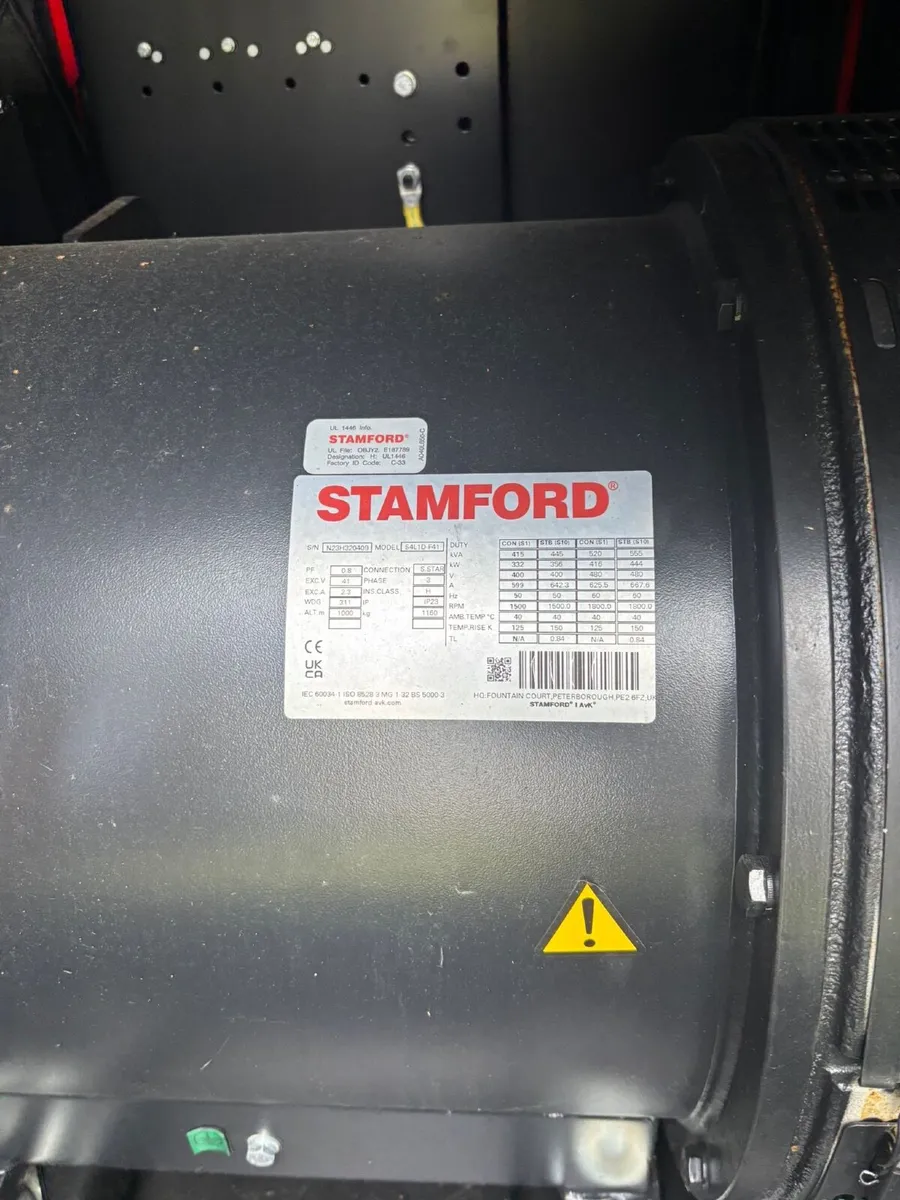 UL 1446 Info.
STAMFORD®
UL File: OBJY2, E187789
Designation: H: UL1446
Factory ID Code: C-33
STAMFORD®
S/N N23H320409 MODEL S4L1D-F41
PF 0.8 CONNECTION S.STAR
EXC.V 41 PHASE 3
EXC.A 2.3 INS.CLASS H
WDG 311 IP IP23
ALT m 1000 kg 1160
DUTY CON (S1) STB (S10) CON (S1) STB (S10)
kVA 415 445 520 555
kW 332 356 416 444
V 400 400 480 480
A 599 642.3 625.5 667.6
Hz 50 50 60 60
RPM 1500 1500.0 1800.0 1800.0
AMB.TEMP °C 40 40 40 40
TEMP.RISE K 125 150 125 150
TL N/A 0.84 N/A 0.84
CE
UK
CA
IEC 60034-1 ISO 8528-3 MG 1-32 BS 5000-3
stamford-avk.com
HQ:FOUNTAIN COURT,PETERBOROUGH,PE2 6FZ,UK
STAMFORD® | AvK®